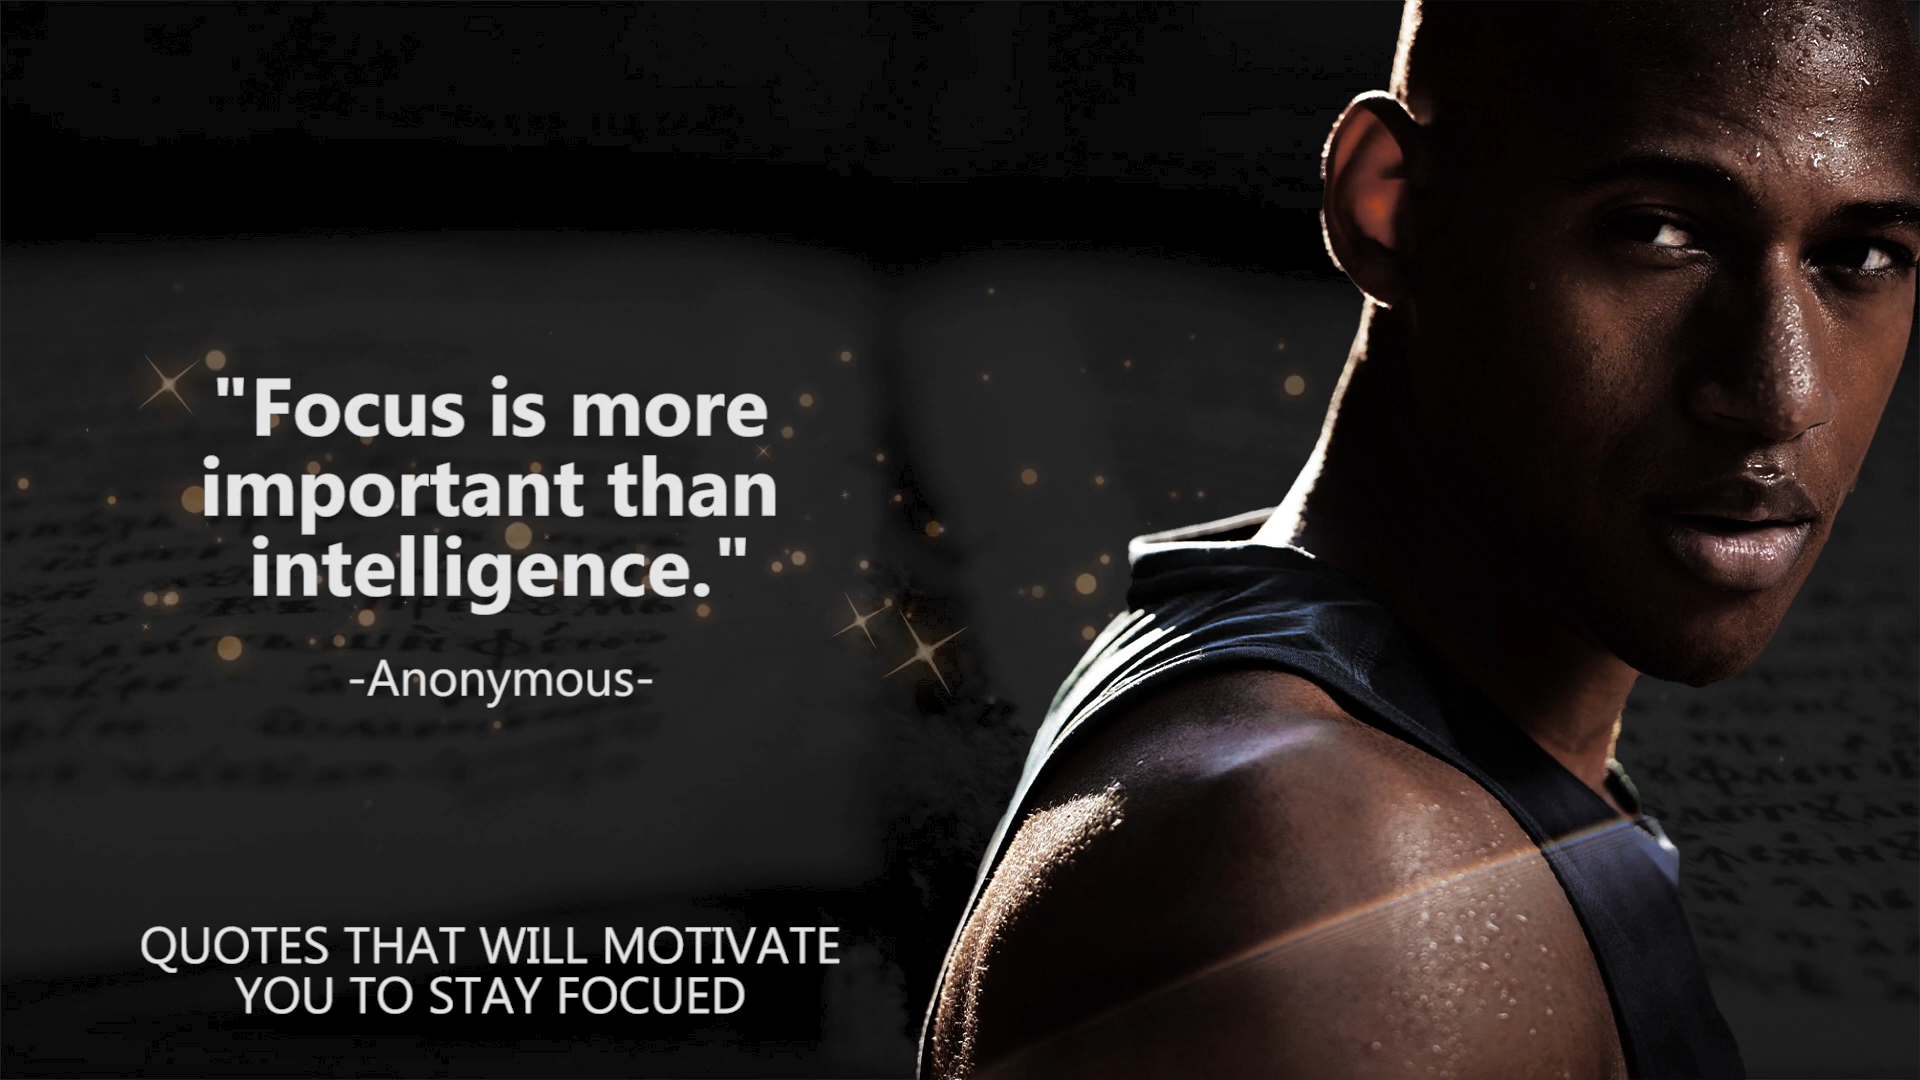 "Focus is more
important than
intelligence."
-Anonymous-
QUOTES THAT WILL MOTIVATE
YOU TO STAY FOCUED